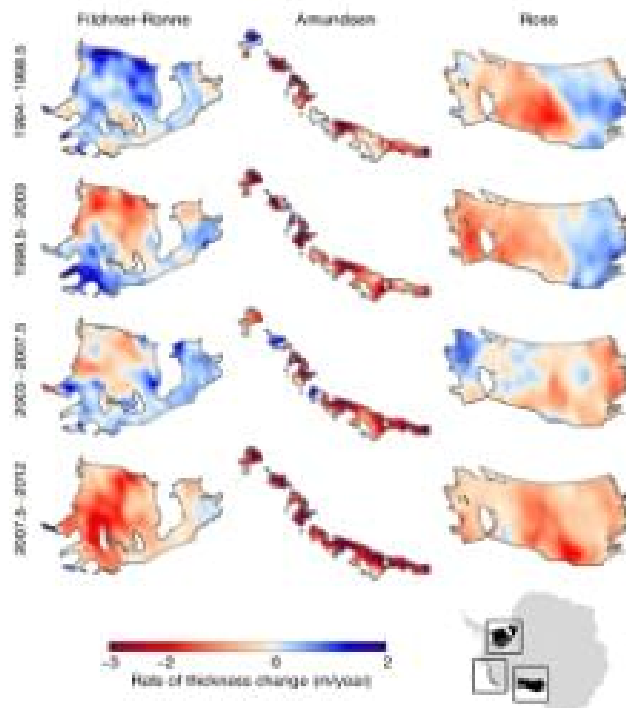 Filchner-Ronne Amundsen Ross
1994 - 1998.5
1998.5 - 2003
2003 - 2007.5
2007.5 - 2012
-3 -2 0 2
Rate of thickness change (m/year)